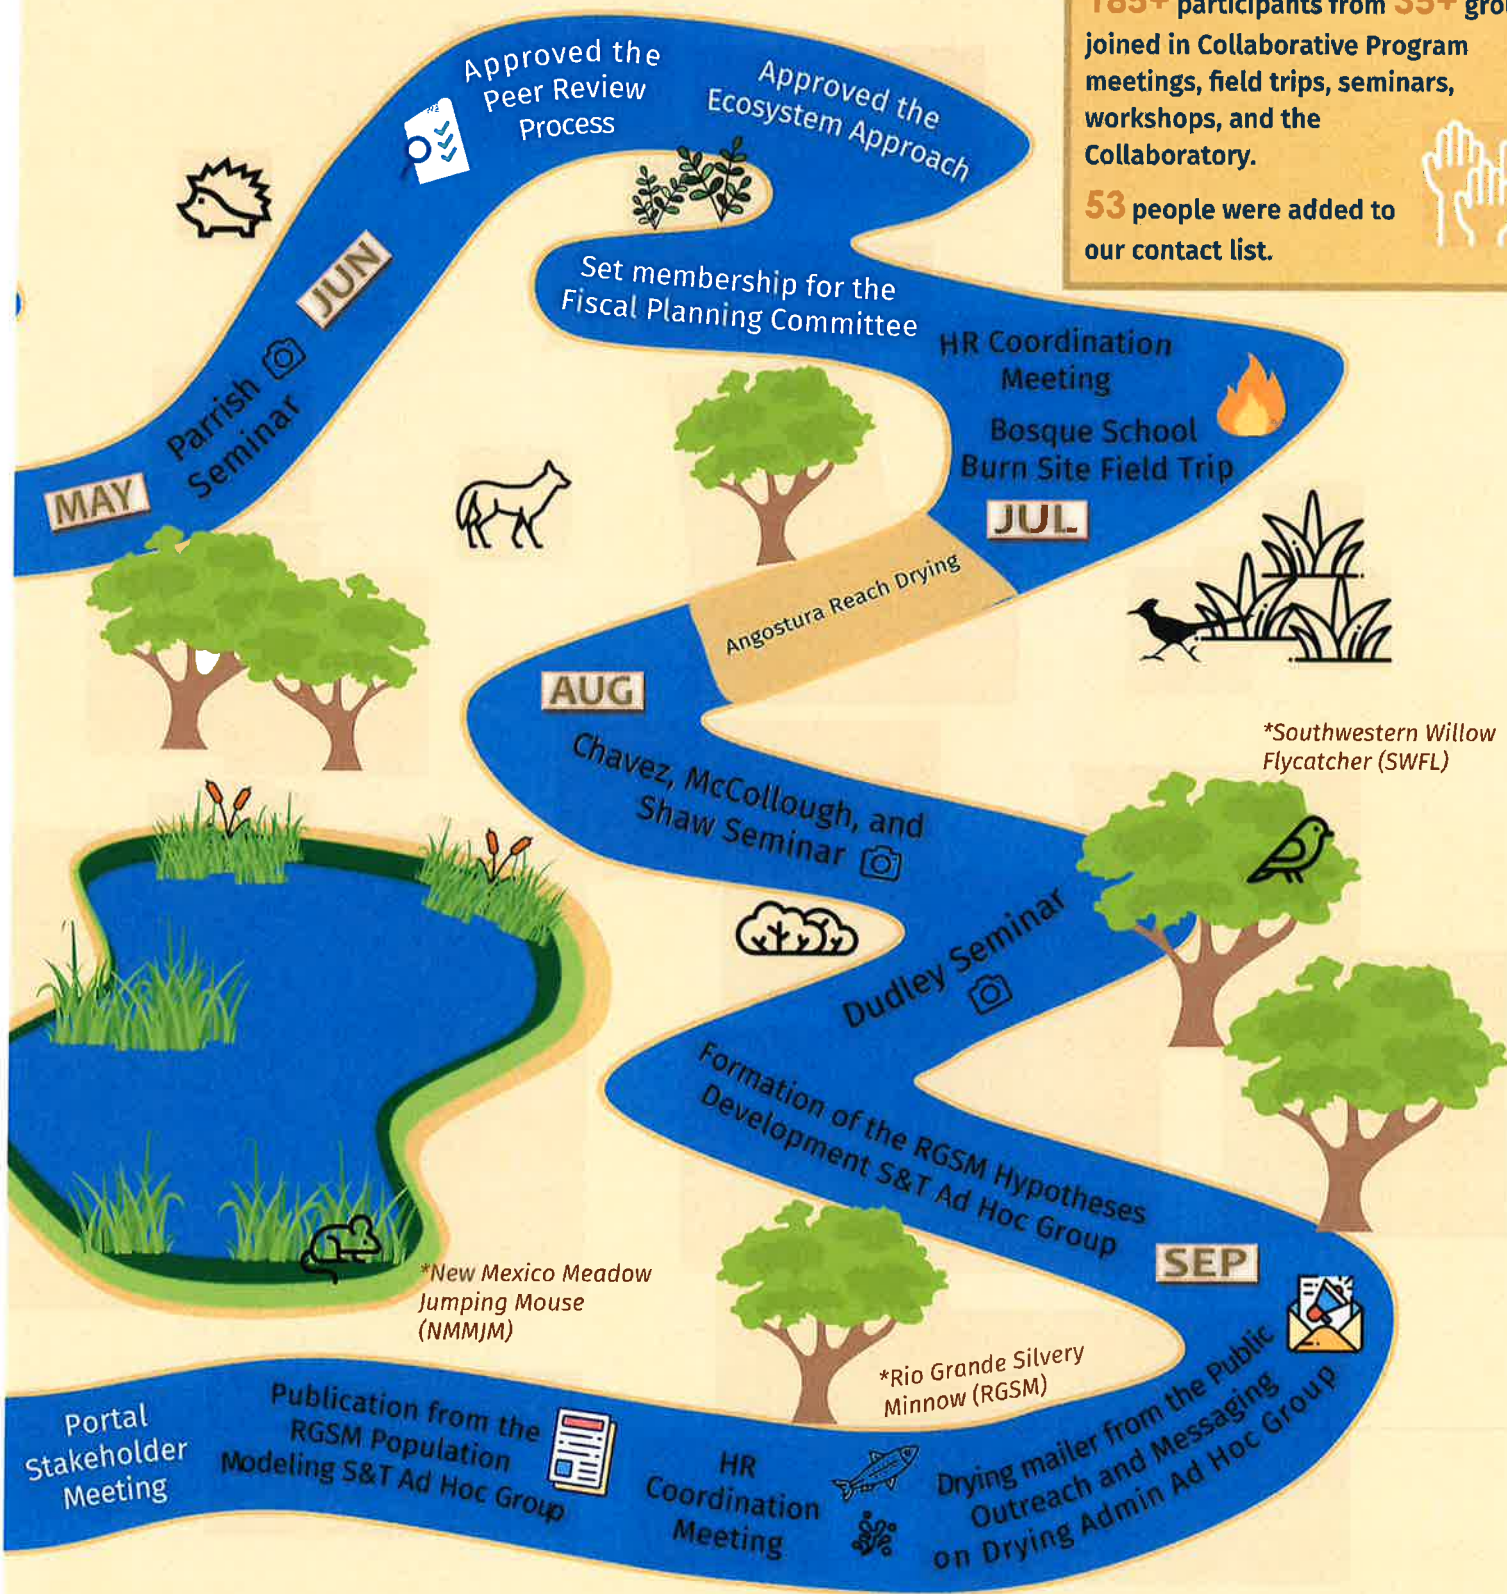 185+ participants from 35+
joined in Collaborative Program
meetings, field trips, seminars,
workshops, and the
Collaboratory.
53 people were added to
our contact list.
MAY
Parrish
Seminar
JUN
Approved the
Peer Review
Process
Approved the
Ecosystem Approach
Set membership for the
Fiscal Planning Committee
HR Coordination
Meeting
Bosque School
Burn Site Field Trip
JUL
Angostura Reach Drying
AUG
Chavez, McCollough, and
Shaw Seminar
*Southwestern Willow
Flycatcher (SWFL)
Dudley Seminar
Formation of the RGSM Hypotheses
Development S&T Ad Hoc Group
SEP
*New Mexico Meadow
Jumping Mouse
(NMMJM)
*Rio Grande Silvery
Minnow (RGSM)
Drying mailer from the Public
Outreach and Messaging
on Drying Admin Ad Hoc Group
HR
Coordination
Meeting
Publication from the
RGSM Population
Modeling S&T Ad Hoc Group
Portal
Stakeholder
Meeting